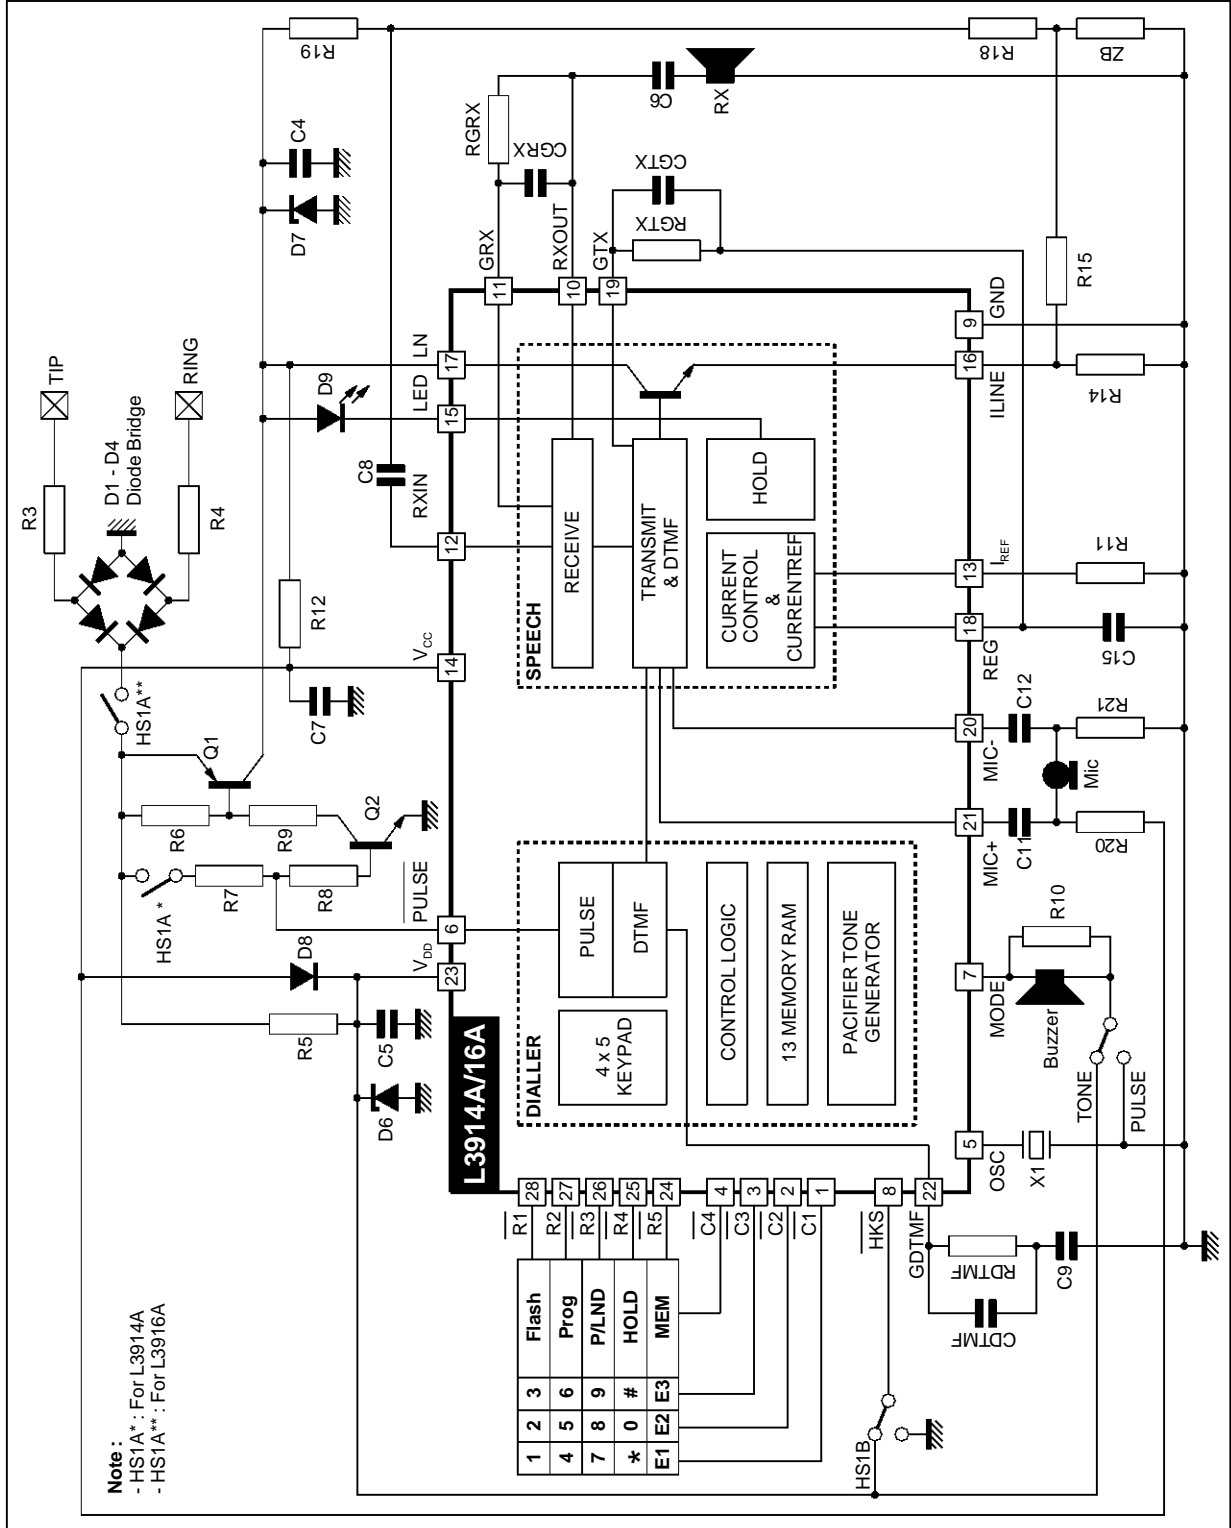 Note :
- HS1A* : For L3914A
- HS1A** : For L3916A
TIP
RING
R3
R4
D1 - D4
Diode Bridge
HS1A**
Q1
R6
R9
Q2
HS1A *
R7
R8
D8
R5
C5
D6
C7
R12
D9
C8
D7
C4
R19
R18
ZB
C6
RX
RGRX
CGRX
CGTX
RGTX
R15
R14
R11
C15
C12
R21
Mic
C11
R20
R10
Buzzer
TONE
PULSE
X1
RDTMF
C9
CDTMF
HS1B
L3914A/16A
PULSE
6
VDD
23
VCC
14
RXIN
12
LED
15
LN
17
GRX
11
RXOUT
10
GTX
19
GND
9
ILINE
16
IREF
13
REG
18
MIC-
20
MIC+
21
MODE
7
OSC
5
GDTMF
22
HKS
8
C1
1
C2
2
C3
3
C4
4
R5
24
R4
25
R3
26
R2
27
R1
28
SPEECH
RECEIVE
TRANSMIT
& DTMF
HOLD
CURRENT
CONTROL
&
CURRENTREF
DIALLER
PULSE
DTMF
4 x 5
KEYPAD
CONTROL LOGIC
13 MEMORY RAM
PACIFIER TONE
GENERATOR
1 2 3 Flash
4 5 6 Prog
7 8 9 P/LND
* 0 # HOLD
E1 E2 E3 MEM